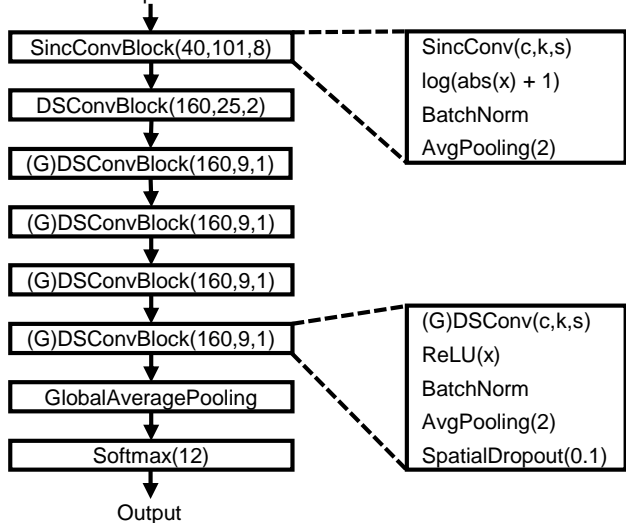 SincConvBlock(40,101,8)
DSConvBlock(160,25,2)
(G)DSConvBlock(160,9,1)
(G)DSConvBlock(160,9,1)
(G)DSConvBlock(160,9,1)
(G)DSConvBlock(160,9,1)
GlobalAveragePooling
Softmax(12)
Output
SincConv(c,k,s)
log(abs(x) + 1)
BatchNorm
AvgPooling(2)
(G)DSConv(c,k,s)
ReLU(x)
BatchNorm
AvgPooling(2)
SpatialDropout(0.1)